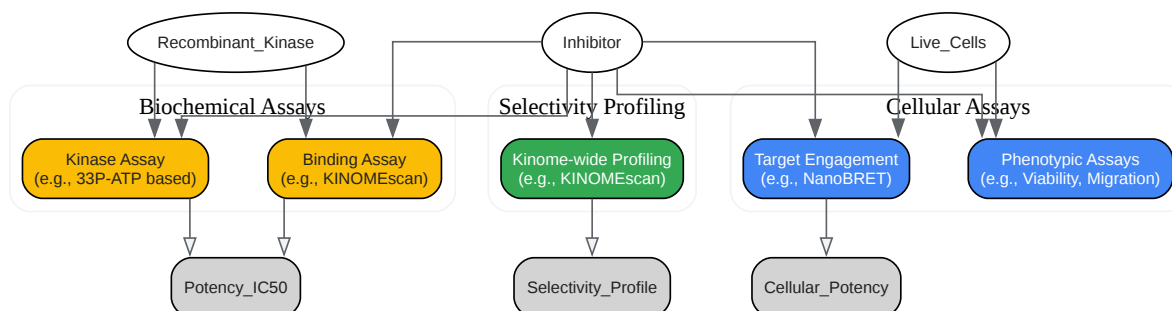 Recombinant_Kinase
Inhibitor
Live_Cells
Biochemical Assays
Selectivity Profiling
Cellular Assays
Kinase Assay
(e.g., 33P-ATP based)
Binding Assay
(e.g., KINOMEscan)
Kinome-wide Profiling
(e.g., KINOMEscan)
Target Engagement
(e.g., NanoBRET)
Phenotypic Assays
(e.g., Viability, Migration)
Potency_IC50
Selectivity_Profile
Cellular_Potency